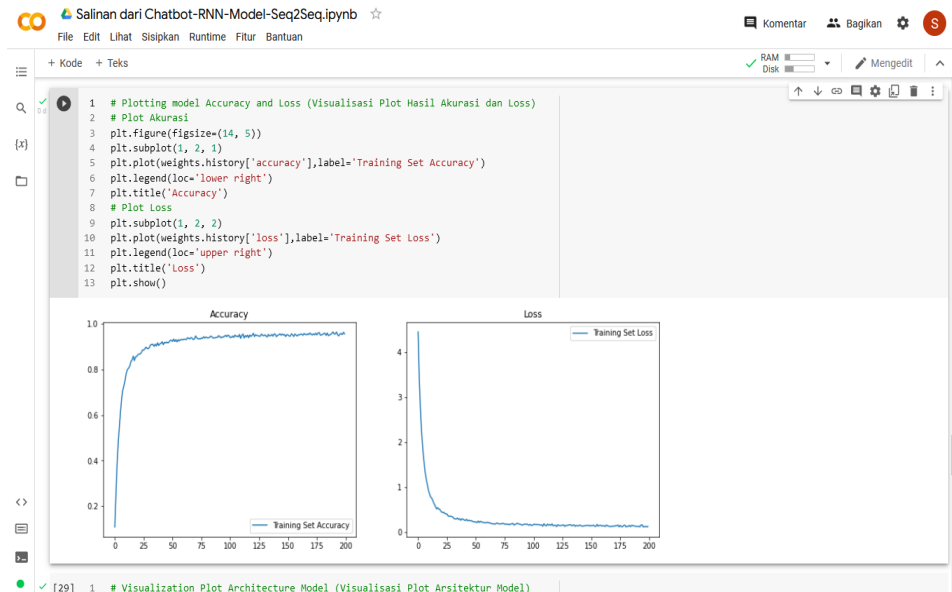 Salinan dari Chatbot-RNN-Model-Seq2Seq.ipynb
Komentar
Bagikan
S
File Edit Lihat Sisipkan Runtime Fitur Bantuan
+ Kode + Teks
RAM
Disk
Mengedit
{x}
0 d
1 # Plotting model Accuracy and Loss (Visualisasi Plot Hasil Akurasi dan Loss)
2 # Plot Akurasi
3 plt.figure(figsize=(14, 5))
4 plt.subplot(1, 2, 1)
5 plt.plot(weights.history['accuracy'],label='Training Set Accuracy')
6 plt.legend(loc='lower right')
7 plt.title('Accuracy')
8 # Plot Loss
9 plt.subplot(1, 2, 2)
10 plt.plot(weights.history['loss'],label='Training Set Loss')
11 plt.legend(loc='upper right')
12 plt.title('Loss')
13 plt.show()
Accuracy
1.0
0.8
0.6
0.4
0.2
Training Set Accuracy
0 25 50 75 100 125 150 175 200
Loss
Training Set Loss
4
3
2
1
0
0 25 50 75 100 125 150 175 200
[29] 1 # Visualization Plot Architecture Model (Visualisasi Plot Arsitektur Model)